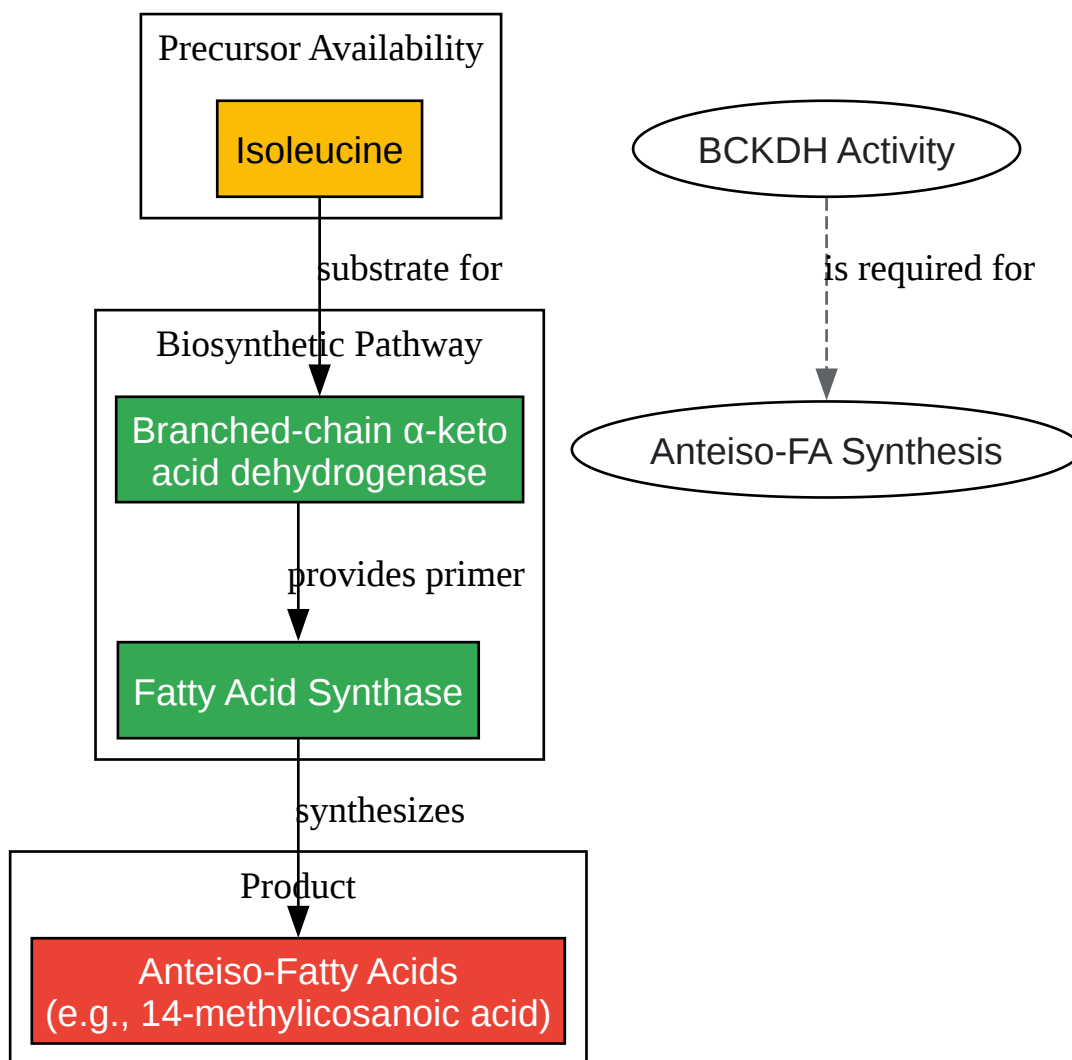 Precursor Availability
Isoleucine
substrate for
Biosynthetic Pathway
Branched-chain α-keto
acid dehydrogenase
provides primer
Fatty Acid Synthase
synthesizes
Product
Anteiso-Fatty Acids
(e.g., 14-methylicosanoic acid)
BCKDH Activity
is required for
Anteiso-FA Synthesis